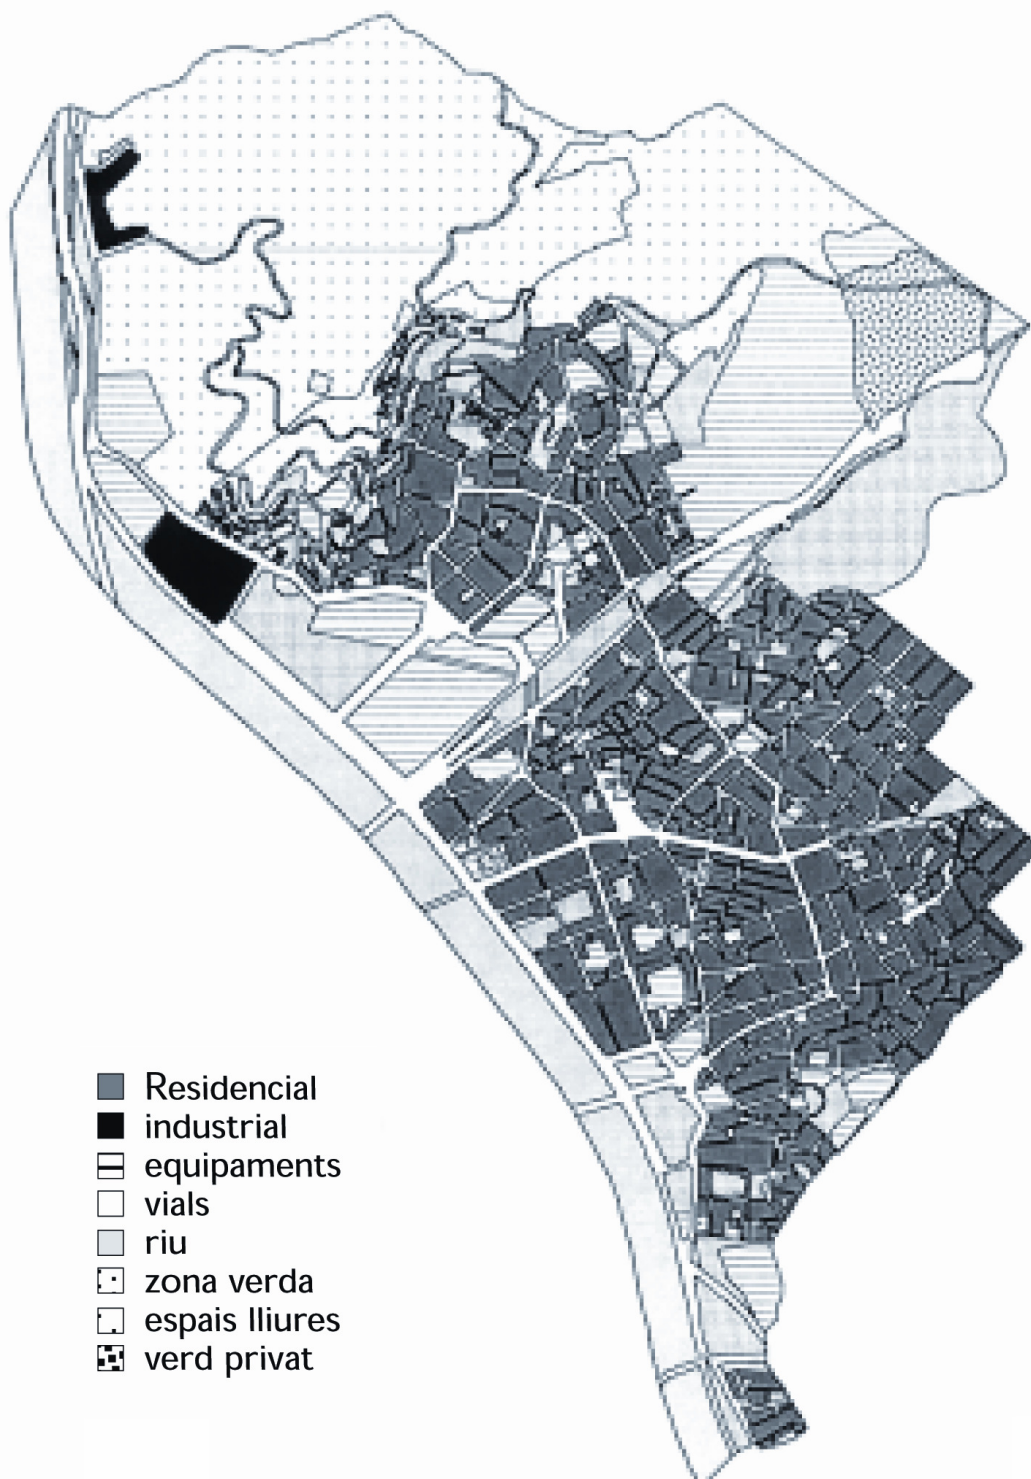 Residencial
industrial
equipaments
vials
riu
zona verda
espais lliures
verd privat